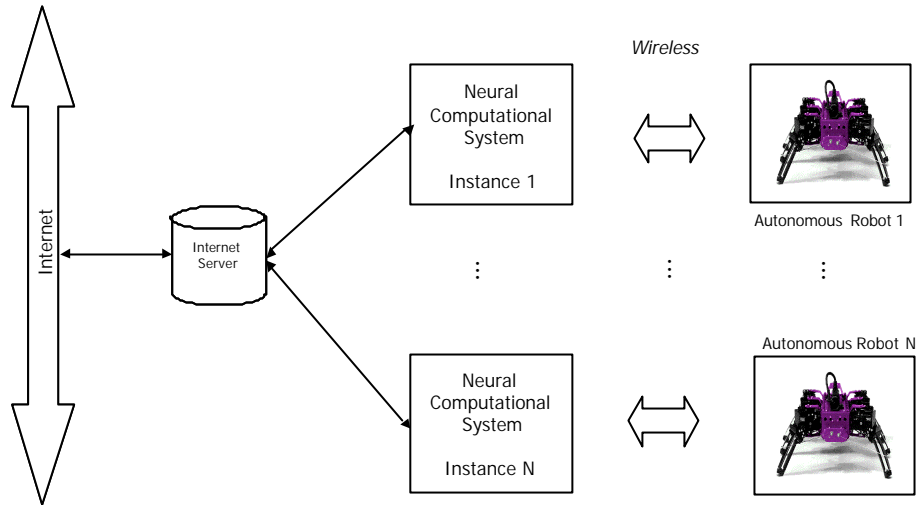 Wireless
Neural
Computational
System
Instance 1
Autonomous Robot 1
Internet
Internet
Server
⋮ ⋮ ⋮
Autonomous Robot N
Neural
Computational
System
Instance N